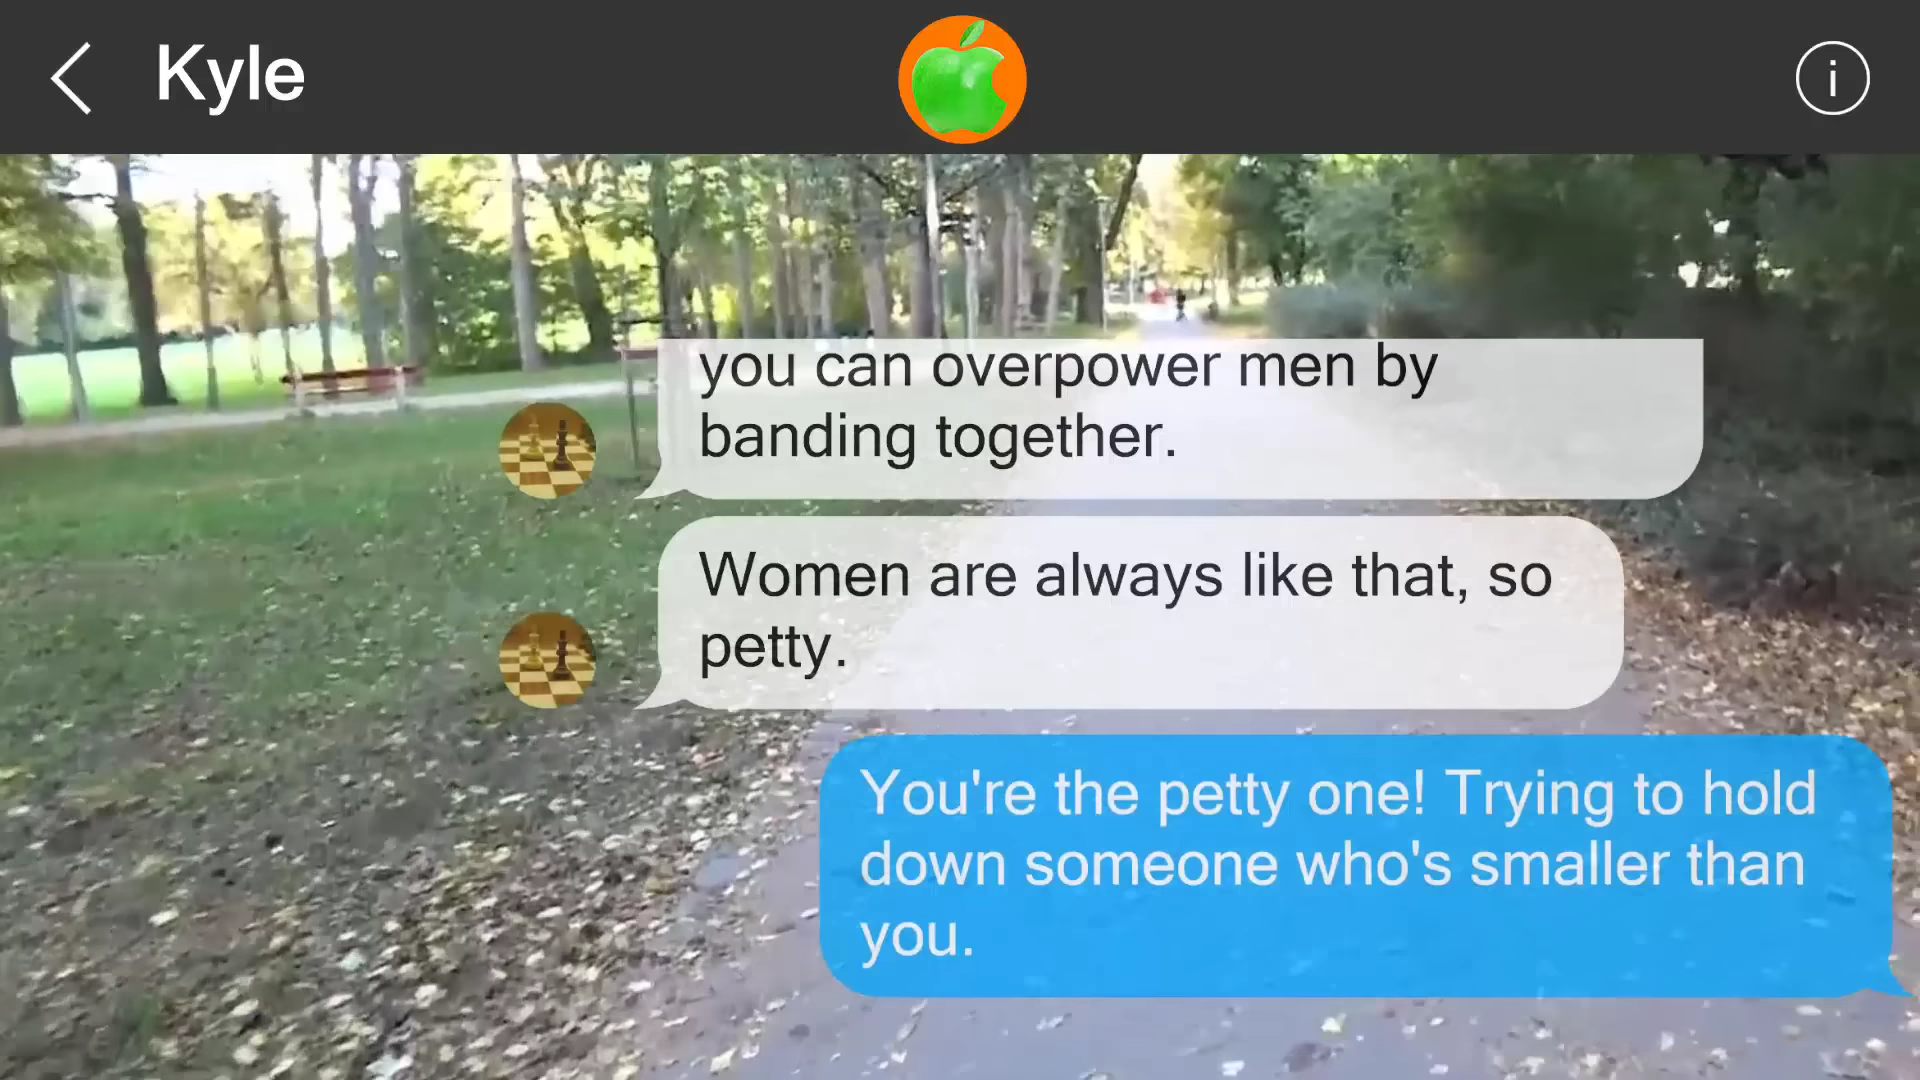 Kyle
i
you can overpower men by
banding together.
Women are always like that, so
petty.
You're the petty one! Trying to hold
down someone who's smaller than
you.